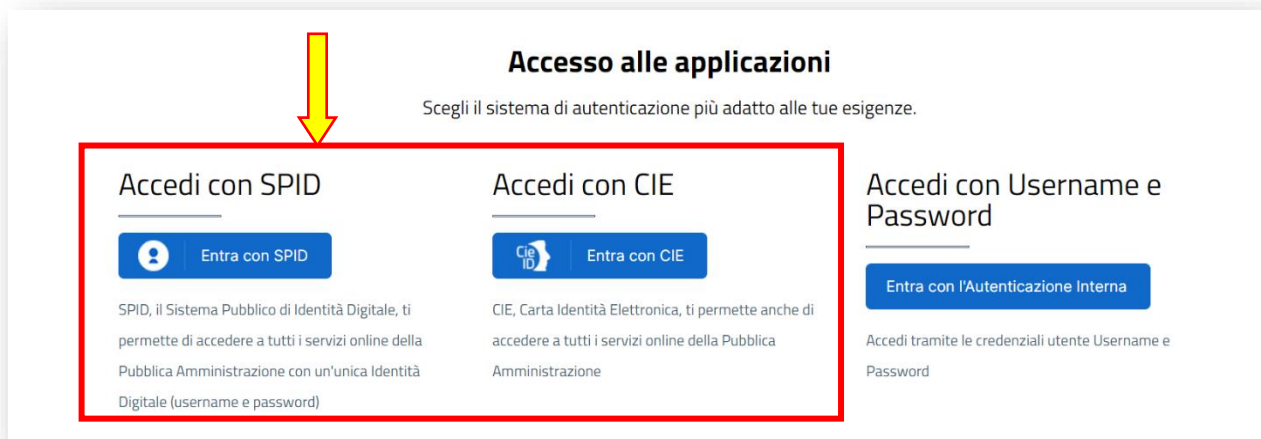 Accesso alle applicazioni
Scegli il sistema di autenticazione più adatto alle tue esigenze.
Accedi con SPID
Entra con SPID
SPID, il Sistema Pubblico di Identità Digitale, ti
permette di accedere a tutti i servizi online della
Pubblica Amministrazione con un'unica Identità
Digitale (username e password)
Accedi con CIE
Cie
ID
Entra con CIE
CIE, Carta Identità Elettronica, ti permette anche di
accedere a tutti i servizi online della Pubblica
Amministrazione
Accedi con Username e
Password
Entra con l'Autenticazione Interna
Accedi tramite le credenziali utente Username e
Password